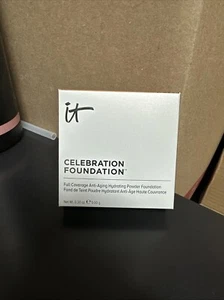 it
CELEBRATION
FOUNDATION™
Full Coverage Anti-Aging Hydrating Powder Foundation
Fond de Teint Poudre Hydratant Anti-Âge Haute Couvrance